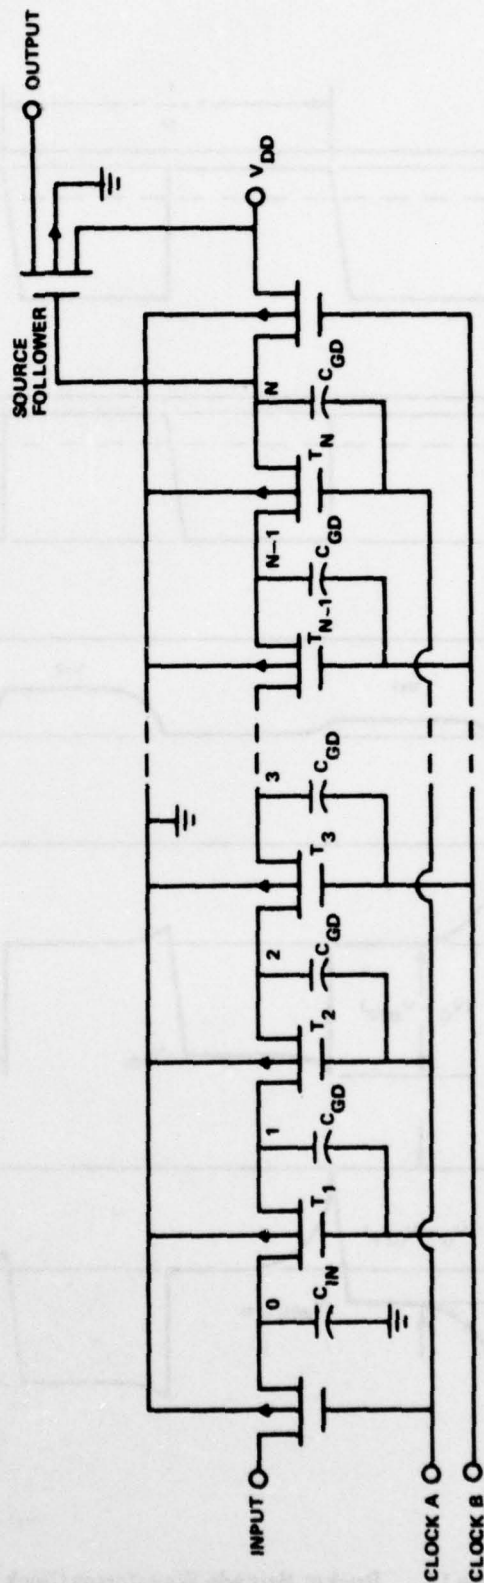 SOURCE
FOLLOWER
OUTPUT
V_DD
INPUT
0
C_IN
T_1
1
C_GD
T_2
2
C_GD
T_3
3
C_GD
T_N-1
N-1
C_GD
T_N
N
C_GD
CLOCK A
CLOCK B